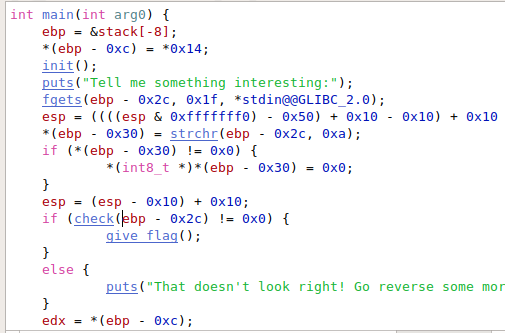 int main(int arg0) {
ebp = &stack[-8];
*(ebp - 0xc) = *0x14;
init();
puts("Tell me something interesting:");
fgets(ebp - 0x2c, 0x1f, *stdin@@GLIBC_2.0);
esp = ((((esp & 0xfffffff0) - 0x50) + 0x10 - 0x10) + 0x10
*(ebp - 0x30) = strchr(ebp - 0x2c, 0xa);
if (*(ebp - 0x30) != 0x0) {
*(int8_t *)*(ebp - 0x30) = 0x0;
}
esp = (esp - 0x10) + 0x10;
if (check(ebp - 0x2c) != 0x0) {
give_flag();
}
else {
puts("That doesn't look right! Go reverse some mor
}
edx = *(ebp - 0xc);